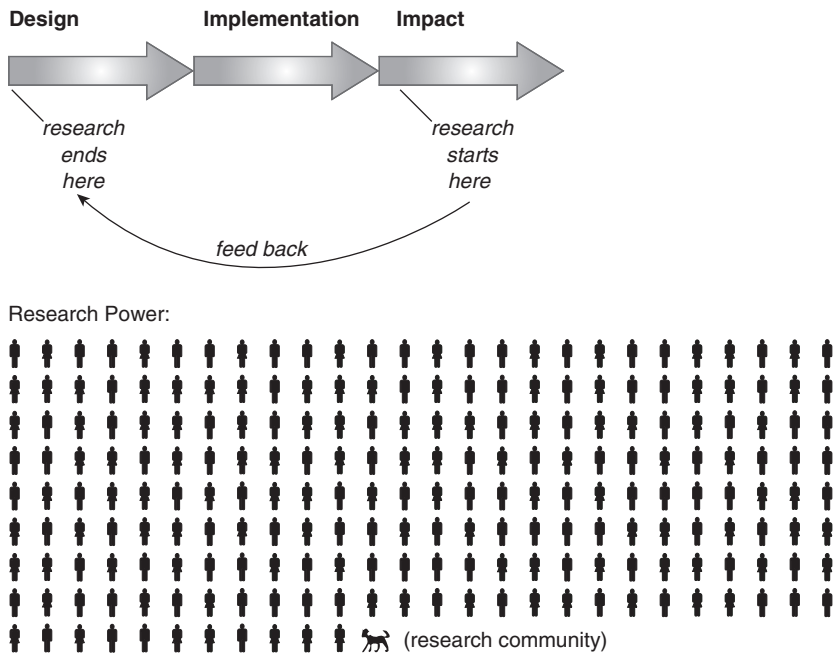 Design Implementation Impact
research
ends
here
research
starts
here
feed back
Research Power:
(research community)